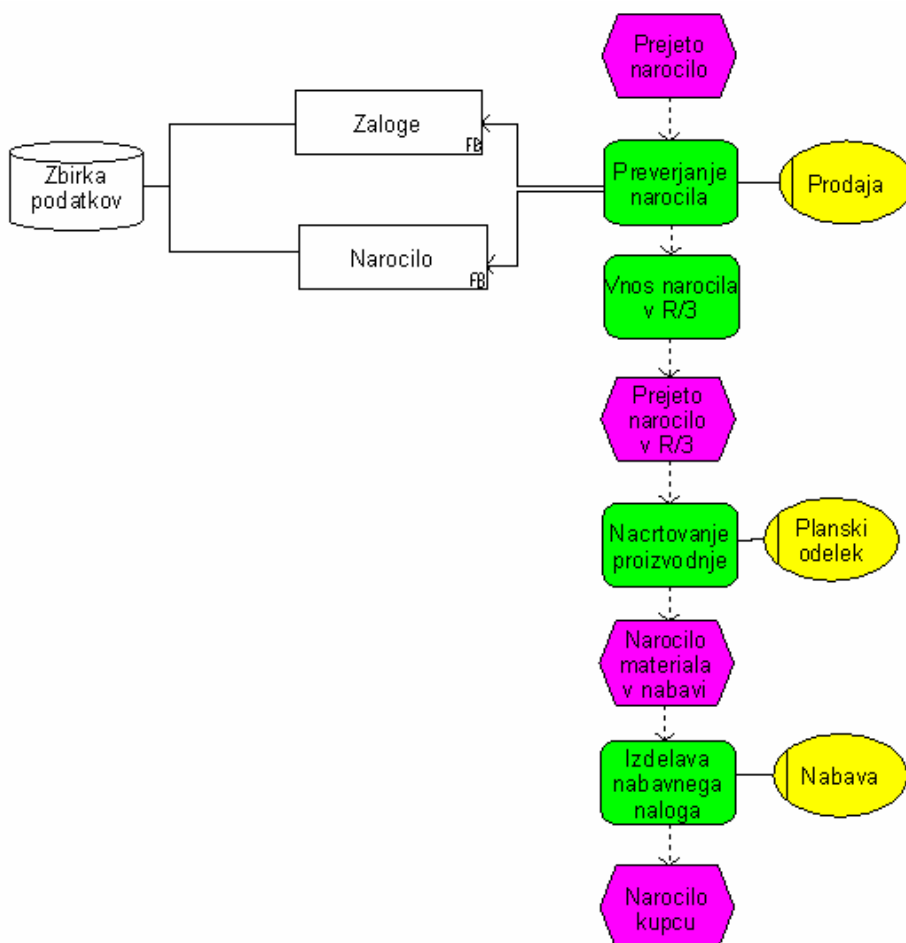 Prejeto
narocilo
Zaloge
FB
Zbirka
podatkov
Preverjanje
narocila
Prodaja
Narocilo
FB
Vnos narocila
v R/3
Prejeto
narocilo
v R/3
Nacrtovanje
proizvodnje
Planski
odelek
Narocilo
materiala
v nabavi
Izdelava
nabavnega
naloga
Nabava
Narocilo
kupcu